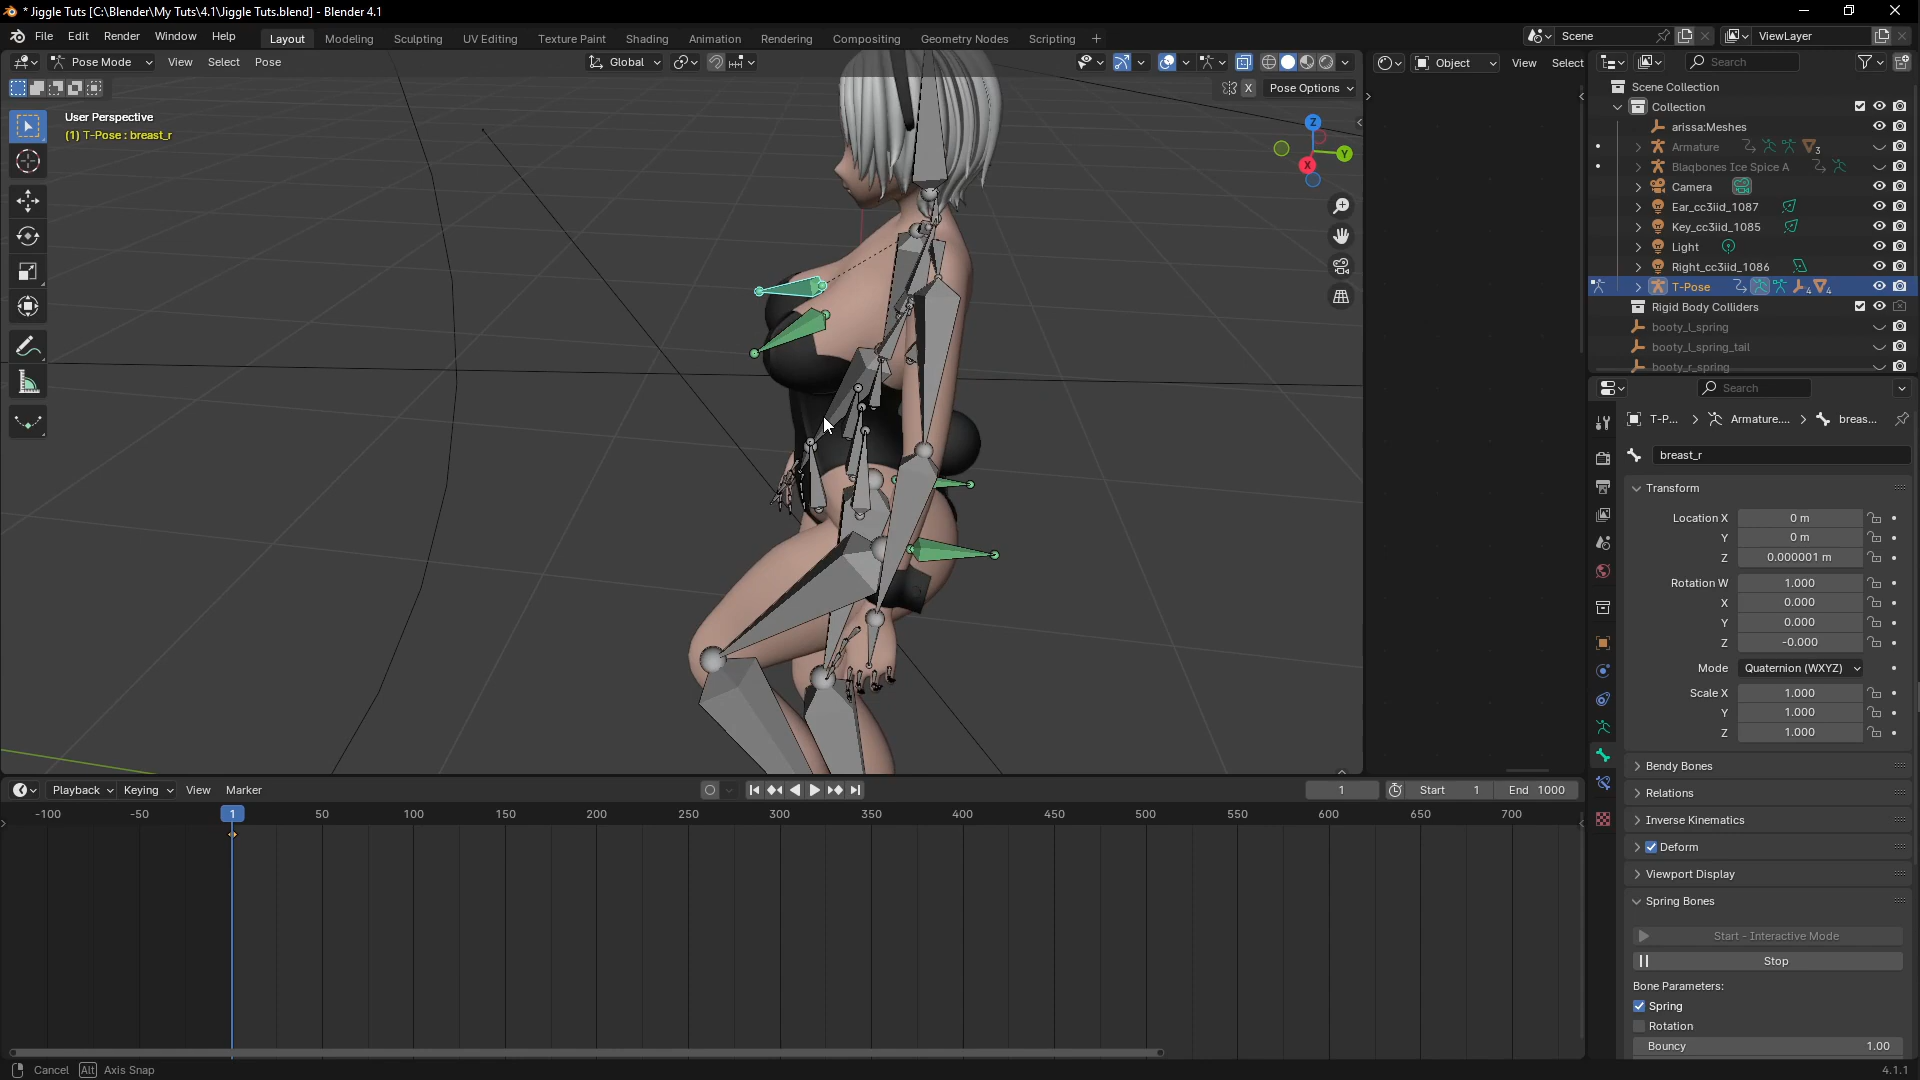 * Jiggle Tuts [C:\Blender\My Tuts\4.1\Jiggle Tuts.blend] - Blender 4.1
File Edit Render Window Help Layout Modeling Sculpting UV Editing Texture Paint Shading Animation Rendering Compositing Geometry Nodes Scripting + Scene ViewLayer
Pose Mode View Select Pose Global Object View Select Search
X Pose Options
User Perspective
(1) T-Pose : breast_r
Z
Y
X
Scene Collection
Collection
arissa:Meshes
Armature 3
Blaqbones Ice Spice A
Camera
Ear_cc3iid_1087
Key_cc3iid_1085
Light
Right_cc3iid_1086
T-Pose 4 4
Rigid Body Colliders
booty_l_spring
booty_l_spring_tail
booty_r_spring
Search
T-P... Armature.... breas...
breast_r
Transform
Location X 0 m
Y 0 m
Z 0.000001 m
Rotation W 1.000
X 0.000
Y 0.000
Z -0.000
Mode Quaternion (WXYZ)
Scale X 1.000
Y 1.000
Z 1.000
Bendy Bones
Relations
Inverse Kinematics
Deform
Viewport Display
Spring Bones
Start - Interactive Mode
Stop
Bone Parameters:
Spring
Rotation
Bouncy 1.00
Playback Keying View Marker 1 Start 1 End 1000
-100 -50 1 50 100 150 200 250 300 350 400 450 500 550 600 650 700
Cancel Alt Axis Snap 4.1.1